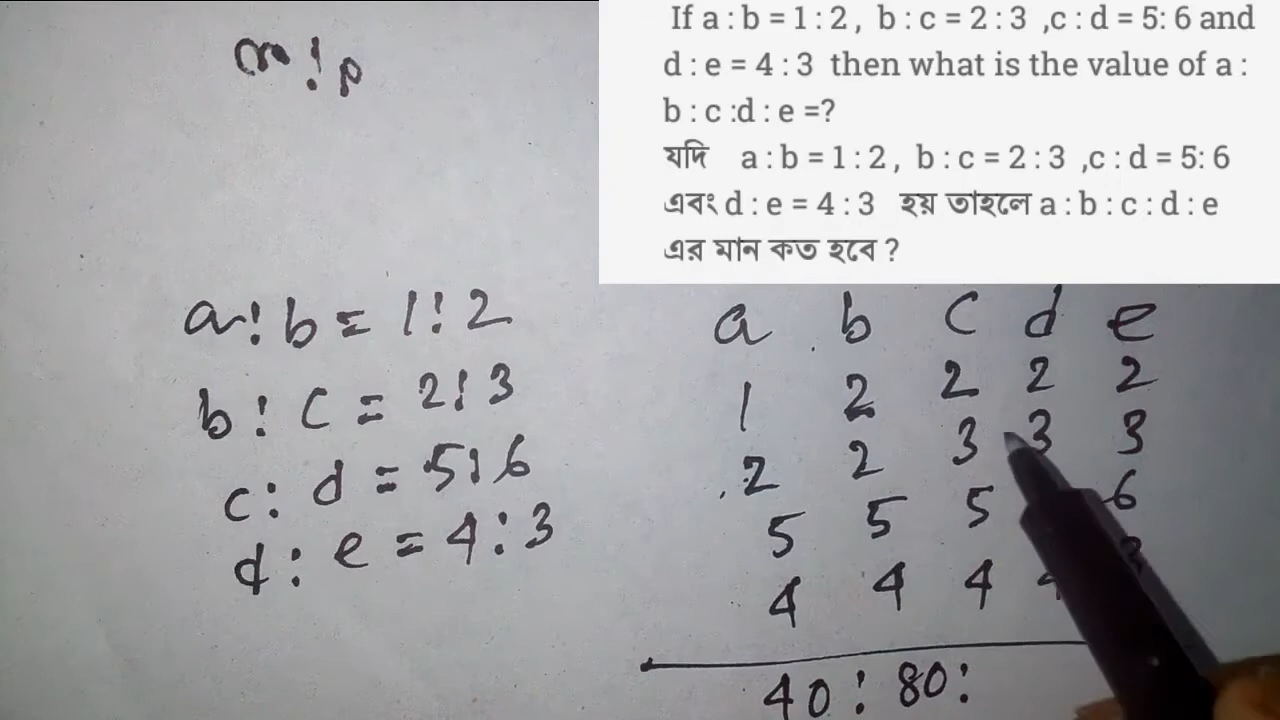 If a : b = 1 : 2 , b : c = 2 : 3 ,c : d = 5: 6 and
d : e = 4 : 3 then what is the value of a :
b : c :d : e =?
যদি a : b = 1 : 2 , b : c = 2 : 3 ,c : d = 5: 6
এবং d : e = 4 : 3 হয় তাহলে a : b : c : d : e
এর মান কত হবে ?
a : b = 1 : 2
b : c = 2 : 3
c : d = 5 : 6
d : e = 4 : 3
a b c d e
1 2 2 2 2
2 2 3 3 3
5 5 5 6
4 4 4
40 : 80 :